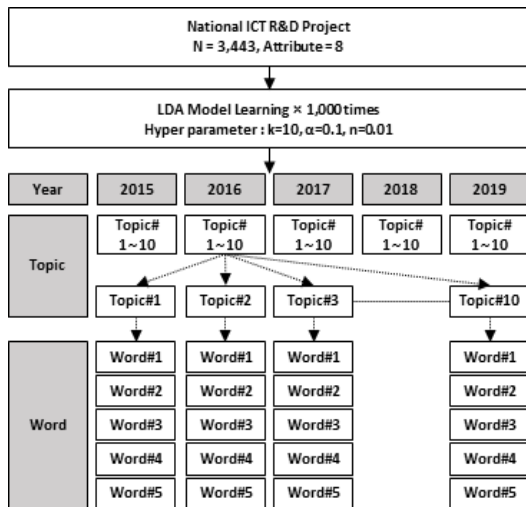 National ICT R&D Project
N = 3,443, Attribute = 8
LDA Model Learning × 1,000 times
Hyper parameter : k=10, α=0.1, n=0.01
Year 2015 2016 2017 2018 2019
Topic
Topic# Topic# Topic# Topic# Topic#
1~10 1~10 1~10 1~10 1~10
Topic#1 Topic#2 Topic#3 Topic#10
Word
Word#1 Word#1 Word#1 Word#1
Word#2 Word#2 Word#2 Word#2
Word#3 Word#3 Word#3 Word#3
Word#4 Word#4 Word#4 Word#4
Word#5 Word#5 Word#5 Word#5